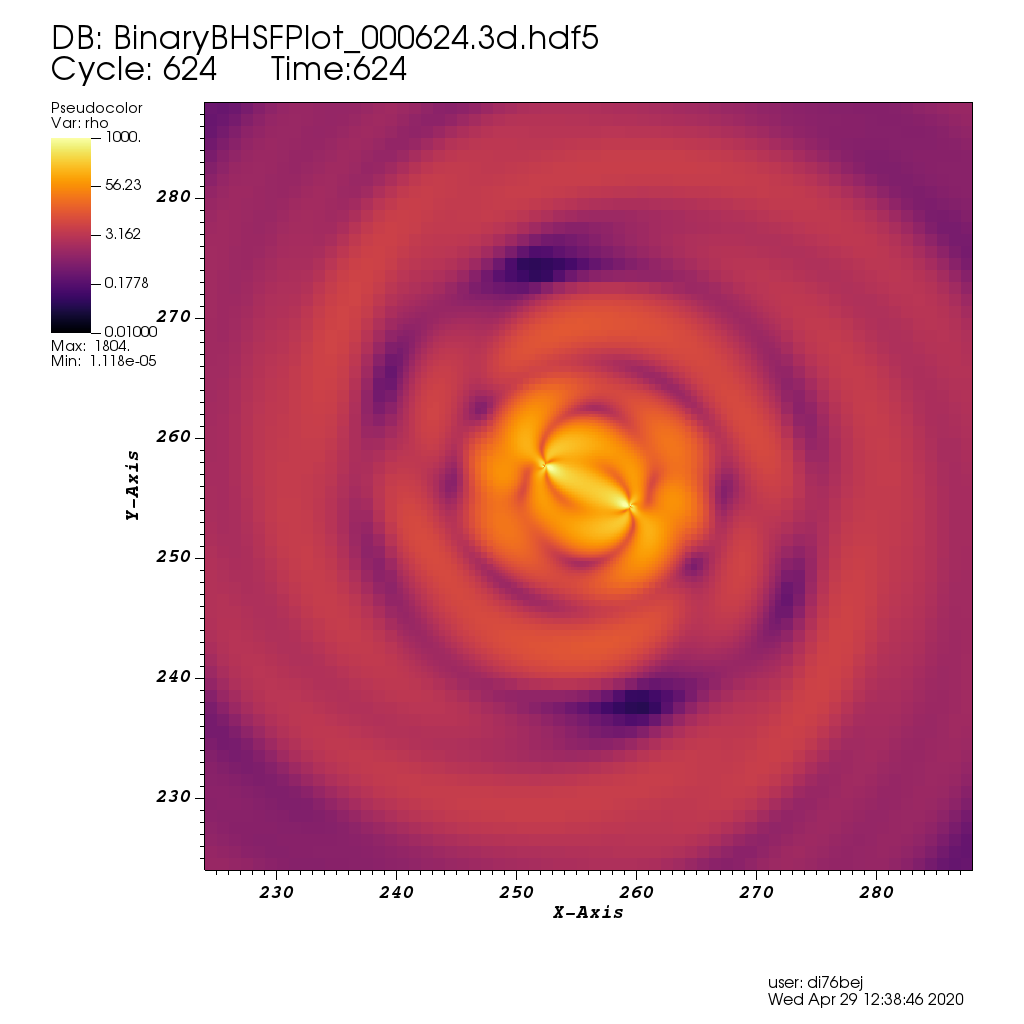 DB: BinaryBHSFPlot_000624.3d.hdf5
Cycle: 624 Time:624
Pseudocolor
Var: rho
1000.
56.23
3.162
0.1778
0.01000
Max: 1804.
Min: 1.118e-05
280
270
260
250
240
230
Y-Axis
230 240 250 260 270 280
X-Axis
user: di76bej
Wed Apr 29 12:38:46 2020